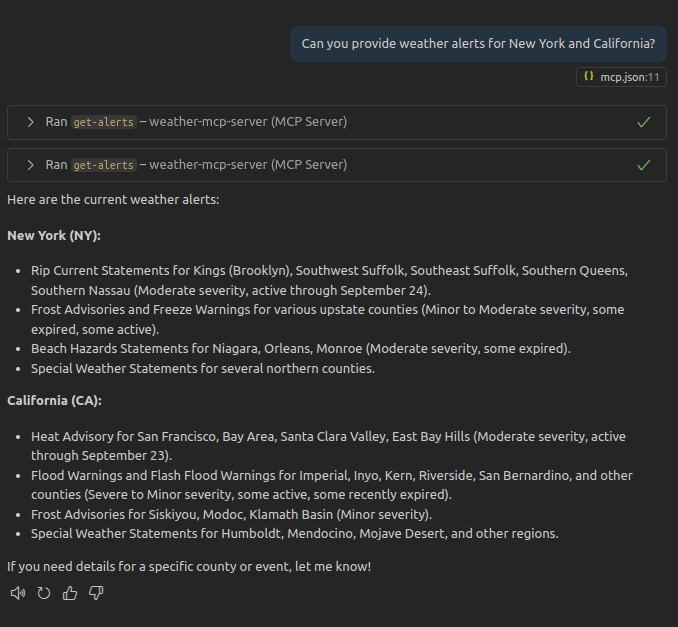 Can you provide weather alerts for New York and California?
{} mcp.json:11
Ran get-alerts – weather-mcp-server (MCP Server)
Ran get-alerts – weather-mcp-server (MCP Server)
Here are the current weather alerts:
New York (NY):
• Rip Current Statements for Kings (Brooklyn), Southwest Suffolk, Southeast Suffolk, Southern Queens,
Southern Nassau (Moderate severity, active through September 24).
• Frost Advisories and Freeze Warnings for various upstate counties (Minor to Moderate severity, some
expired, some active).
• Beach Hazards Statements for Niagara, Orleans, Monroe (Moderate severity, some expired).
• Special Weather Statements for several northern counties.
California (CA):
• Heat Advisory for San Francisco, Bay Area, Santa Clara Valley, East Bay Hills (Moderate severity, active
through September 23).
• Flood Warnings and Flash Flood Warnings for Imperial, Inyo, Kern, Riverside, San Bernardino, and other
counties (Severe to Minor severity, some active, some recently expired).
• Frost Advisories for Siskiyou, Modoc, Klamath Basin (Minor severity).
• Special Weather Statements for Humboldt, Mendocino, Mojave Desert, and other regions.
If you need details for a specific county or event, let me know!